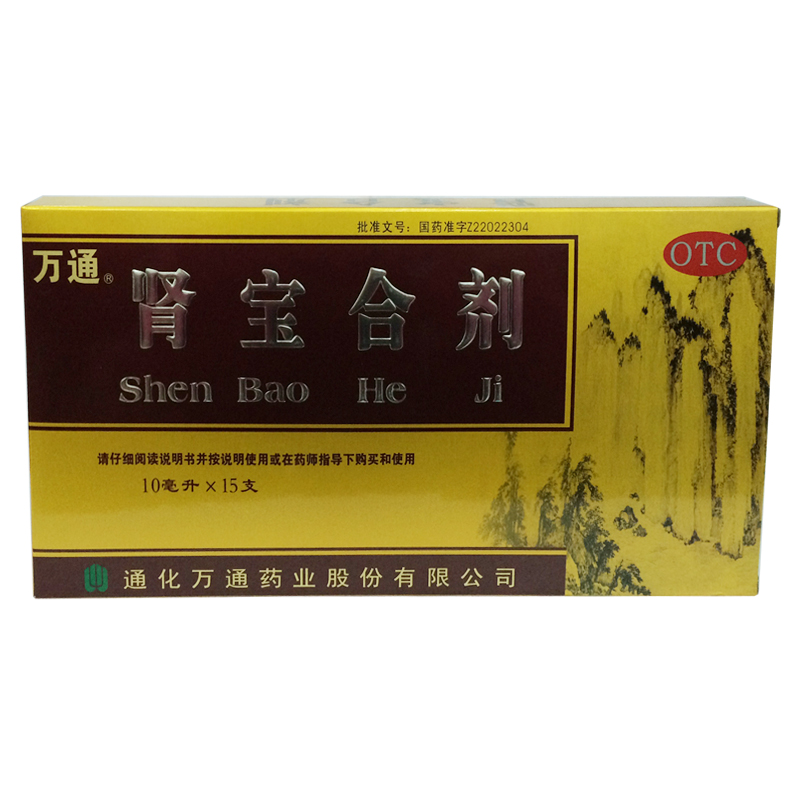 批准文号：国药准字Z22022304
OTC
万通®
肾宝合剂
Shen Bao He Ji
请仔细阅读说明书并按说明使用或在药师指导下购买和使用
10毫升×15支
通化万通药业股份有限公司